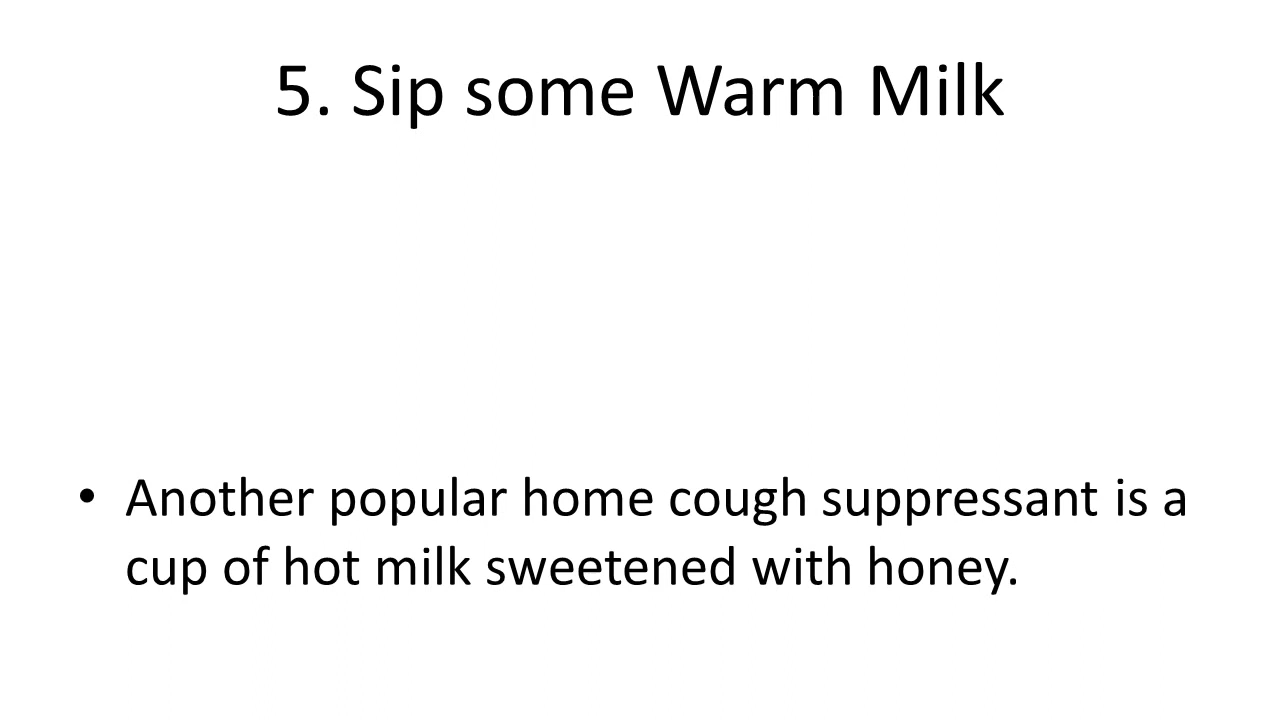 5. Sip some Warm Milk
• Another popular home cough suppressant is a
cup of hot milk sweetened with honey.